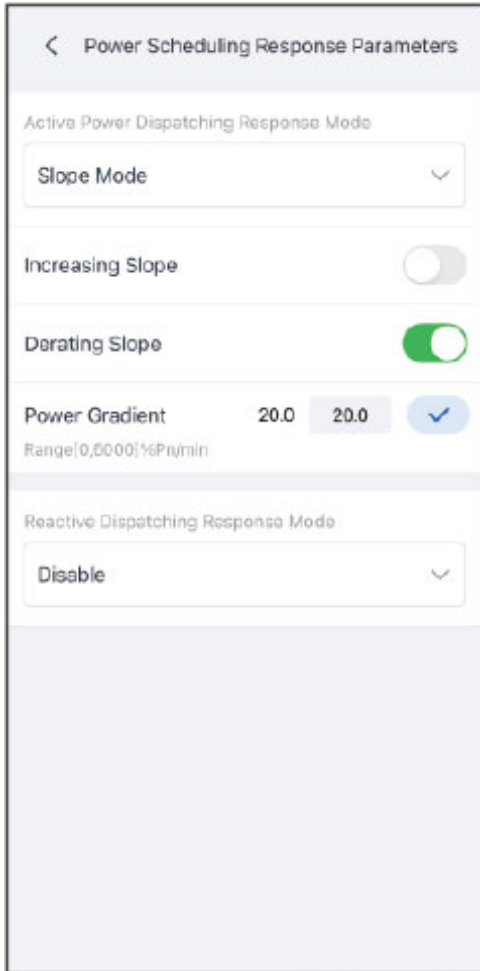 Power Scheduling Response Parameters
Active Power Dispatching Response Mode
Slope Mode
Increasing Slope
Derating Slope
Power Gradient 20.0 20.0
Range[0,6000]%Pn/min
Reactive Dispatching Response Mode
Disable